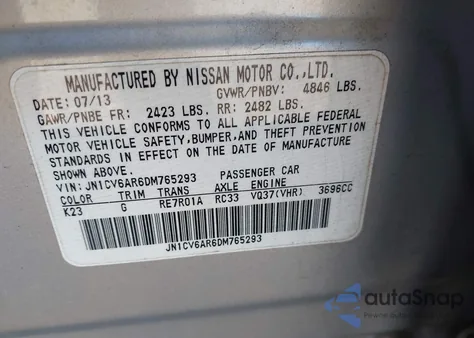 MANUFACTURED BY NISSAN MOTOR CO.,LTD.
DATE: 07/13 GVWR/PNBV: 4846 LBS.
GAWR/PNBE FR: 2423 LBS. RR: 2482 LBS.
THIS VEHICLE CONFORMS TO ALL APPLICABLE FEDERAL
MOTOR VEHICLE SAFETY,BUMPER,AND THEFT PREVENTION
STANDARDS IN EFFECT ON THE DATE OF MANUFACTURE
SHOWN ABOVE.
VIN: JN1CV6AR6DM765293 PASSENGER CAR
COLOR TRIM TRANS AXLE ENGINE
K23 G RE7R01A RC33 VQ37(VHR) 3696CC
JN1CV6AR6DM765293
autoSnap